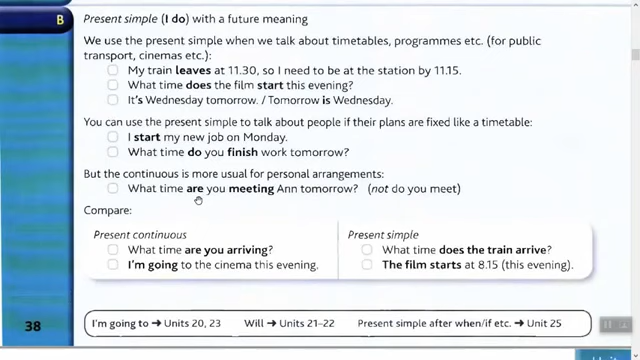 B
Present simple (I do) with a future meaning
We use the present simple when we talk about timetables, programmes etc. (for public
transport, cinemas etc.):
My train leaves at 11.30, so I need to be at the station by 11.15.
What time does the film start this evening?
It's Wednesday tomorrow. / Tomorrow is Wednesday.
You can use the present simple to talk about people if their plans are fixed like a timetable:
I start my new job on Monday.
What time do you finish work tomorrow?
But the continuous is more usual for personal arrangements:
What time are you meeting Ann tomorrow? (not do you meet)
Compare:
Present continuous
What time are you arriving?
I'm going to the cinema this evening.
Present simple
What time does the train arrive?
The film starts at 8.15 (this evening).
38
I'm going to → Units 20, 23 Will → Units 21–22 Present simple after when/if etc. → Unit 25